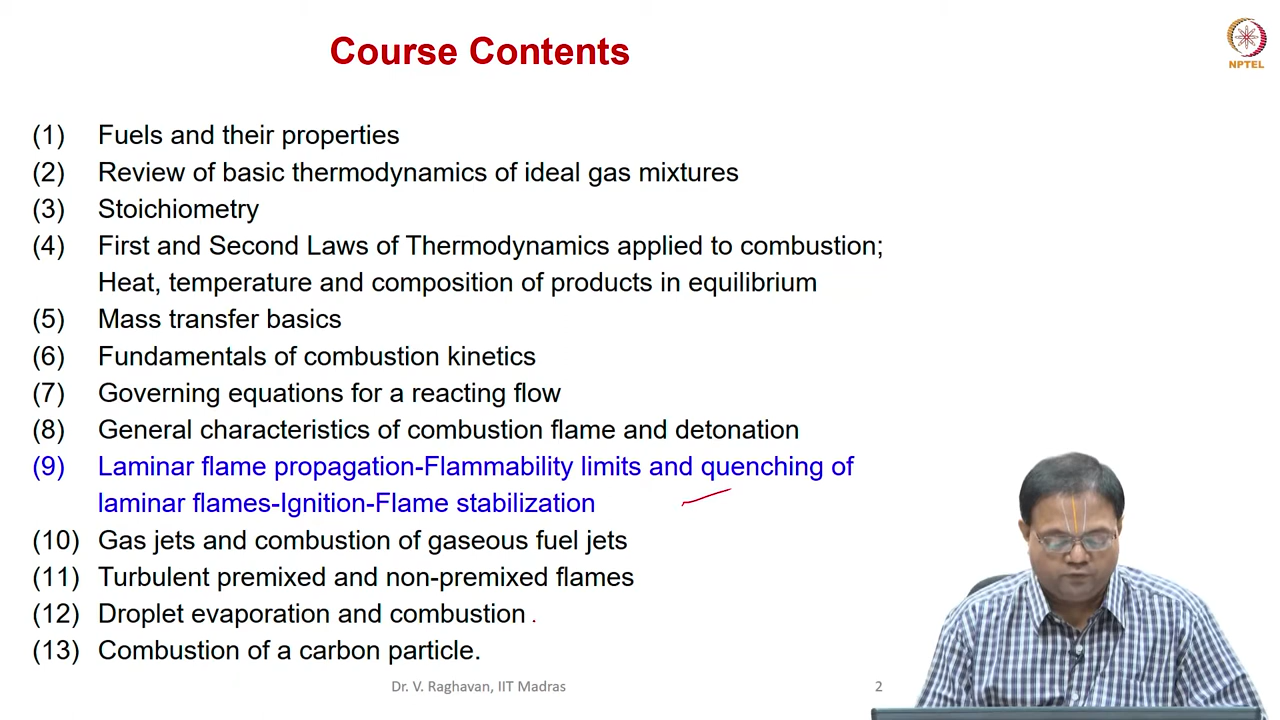 Course Contents
NPTEL
(1) Fuels and their properties
(2) Review of basic thermodynamics of ideal gas mixtures
(3) Stoichiometry
(4) First and Second Laws of Thermodynamics applied to combustion;
Heat, temperature and composition of products in equilibrium
(5) Mass transfer basics
(6) Fundamentals of combustion kinetics
(7) Governing equations for a reacting flow
(8) General characteristics of combustion flame and detonation
(9) Laminar flame propagation-Flammability limits and quenching of
laminar flames-Ignition-Flame stabilization
(10) Gas jets and combustion of gaseous fuel jets
(11) Turbulent premixed and non-premixed flames
(12) Droplet evaporation and combustion
(13) Combustion of a carbon particle.
Dr. V. Raghavan, IIT Madras
2